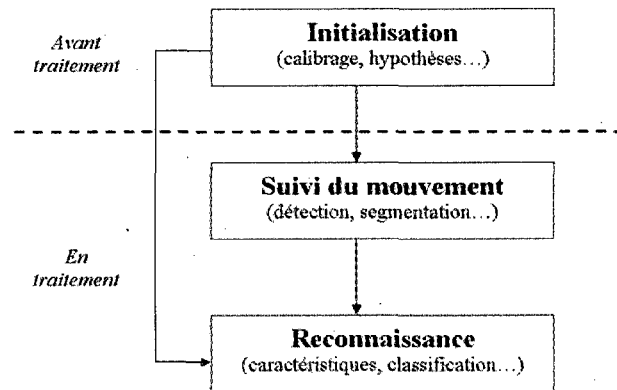 Avant
traitement
Initialisation
(calibrage, hypothèses…)
Suivi du mouvement
(détection, segmentation…)
En
traitement
Reconnaissance
(caractéristiques, classification…)